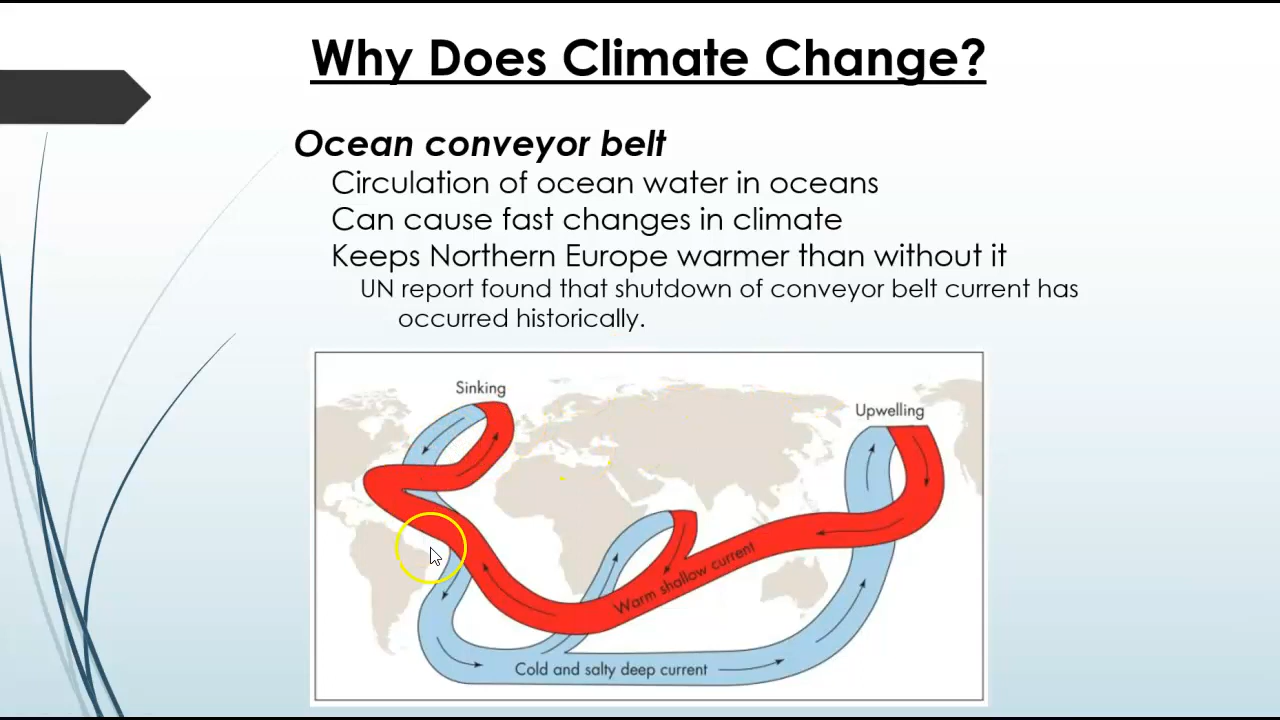 Why Does Climate Change?
Ocean conveyor belt
Circulation of ocean water in oceans
Can cause fast changes in climate
Keeps Northern Europe warmer than without it
UN report found that shutdown of conveyor belt current has
occurred historically.
Sinking
Upwelling
Warm shallow current
Cold and salty deep current